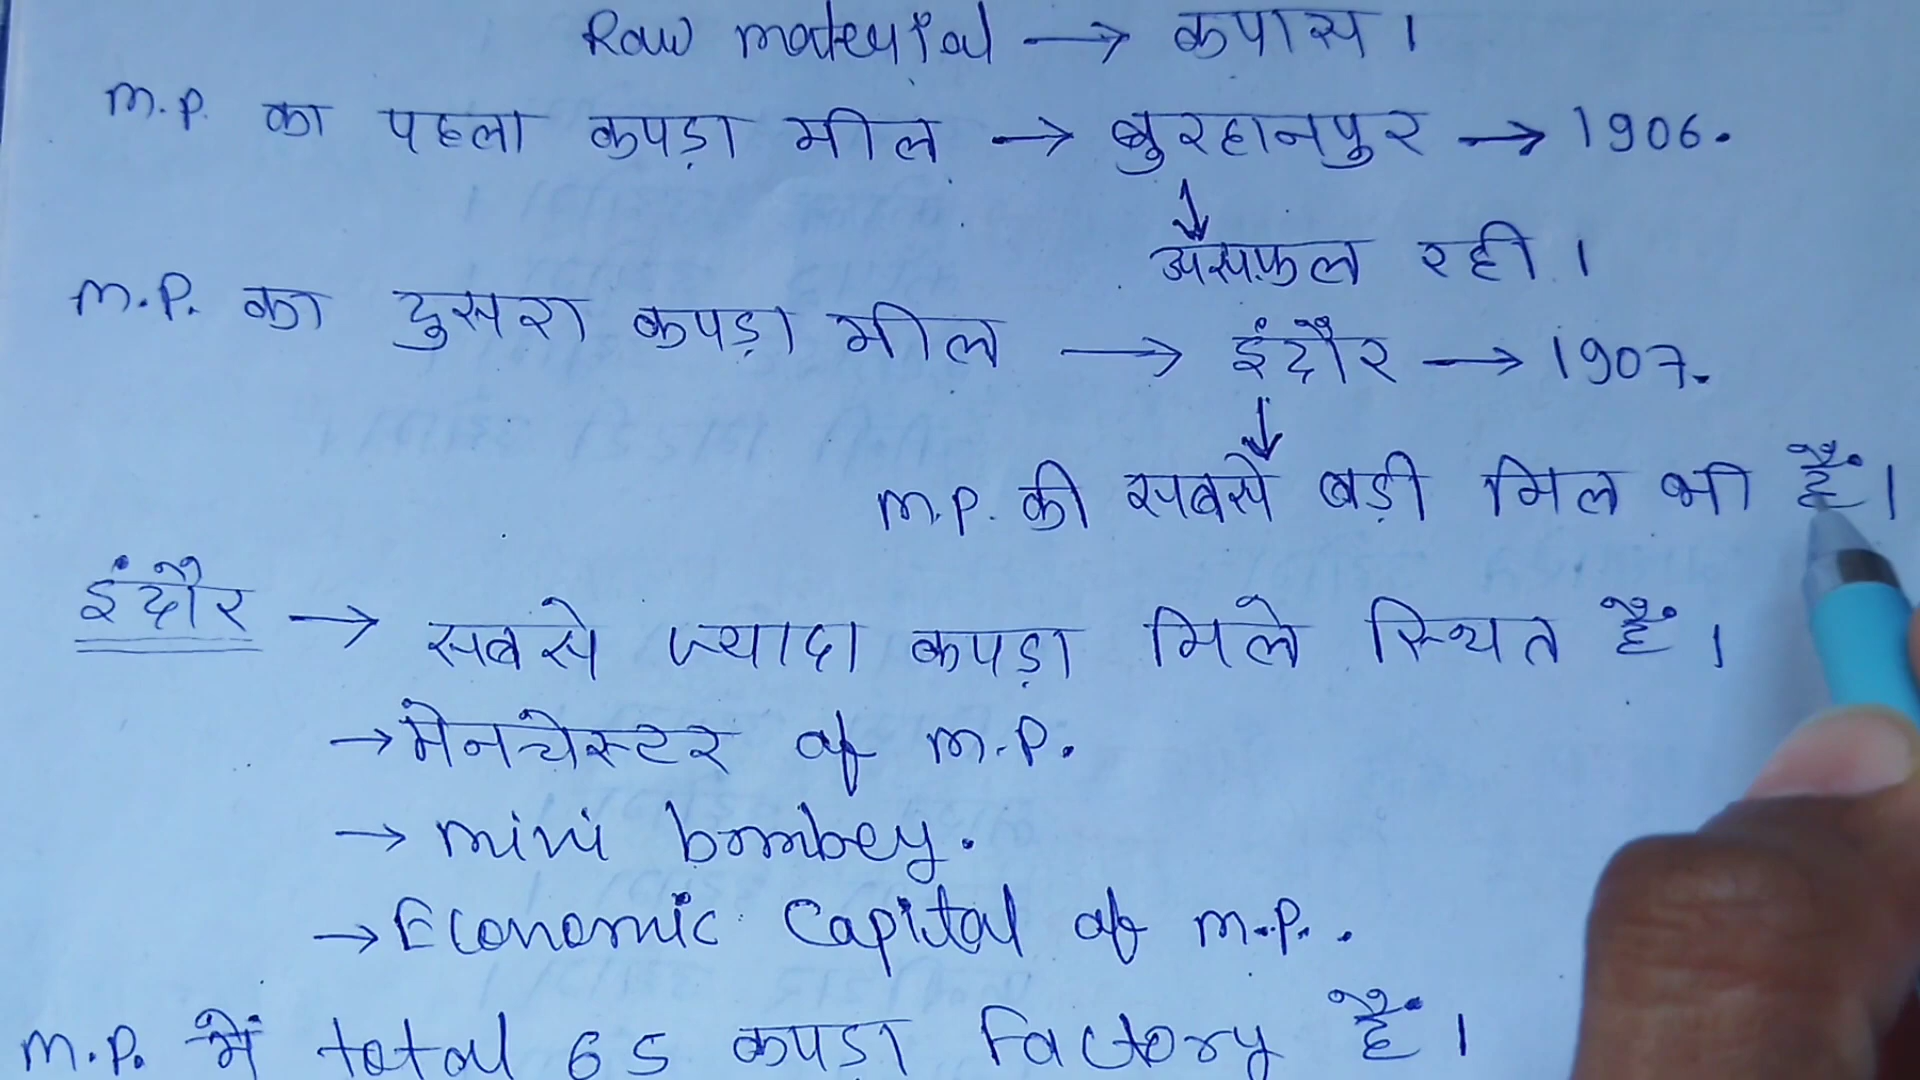 Raw material → कपास।
M.P. का पहला कपड़ा मील → बुरहानपुर → 1906.
↓
असफल रही।
M.P. का दुसरा कपड़ा मील → इंदौर → 1907.
↓
M.P. की सबसे बड़ी मिल भी हैं।
इंदौर → सबसे ज्यादा कपड़ा मिले स्थित हैं।
→ मेनचेस्टर of M.P.
→ mini bombey.
→ Economic Capital of M.P..
M.P. में total 65 कपड़ा factory हैं।